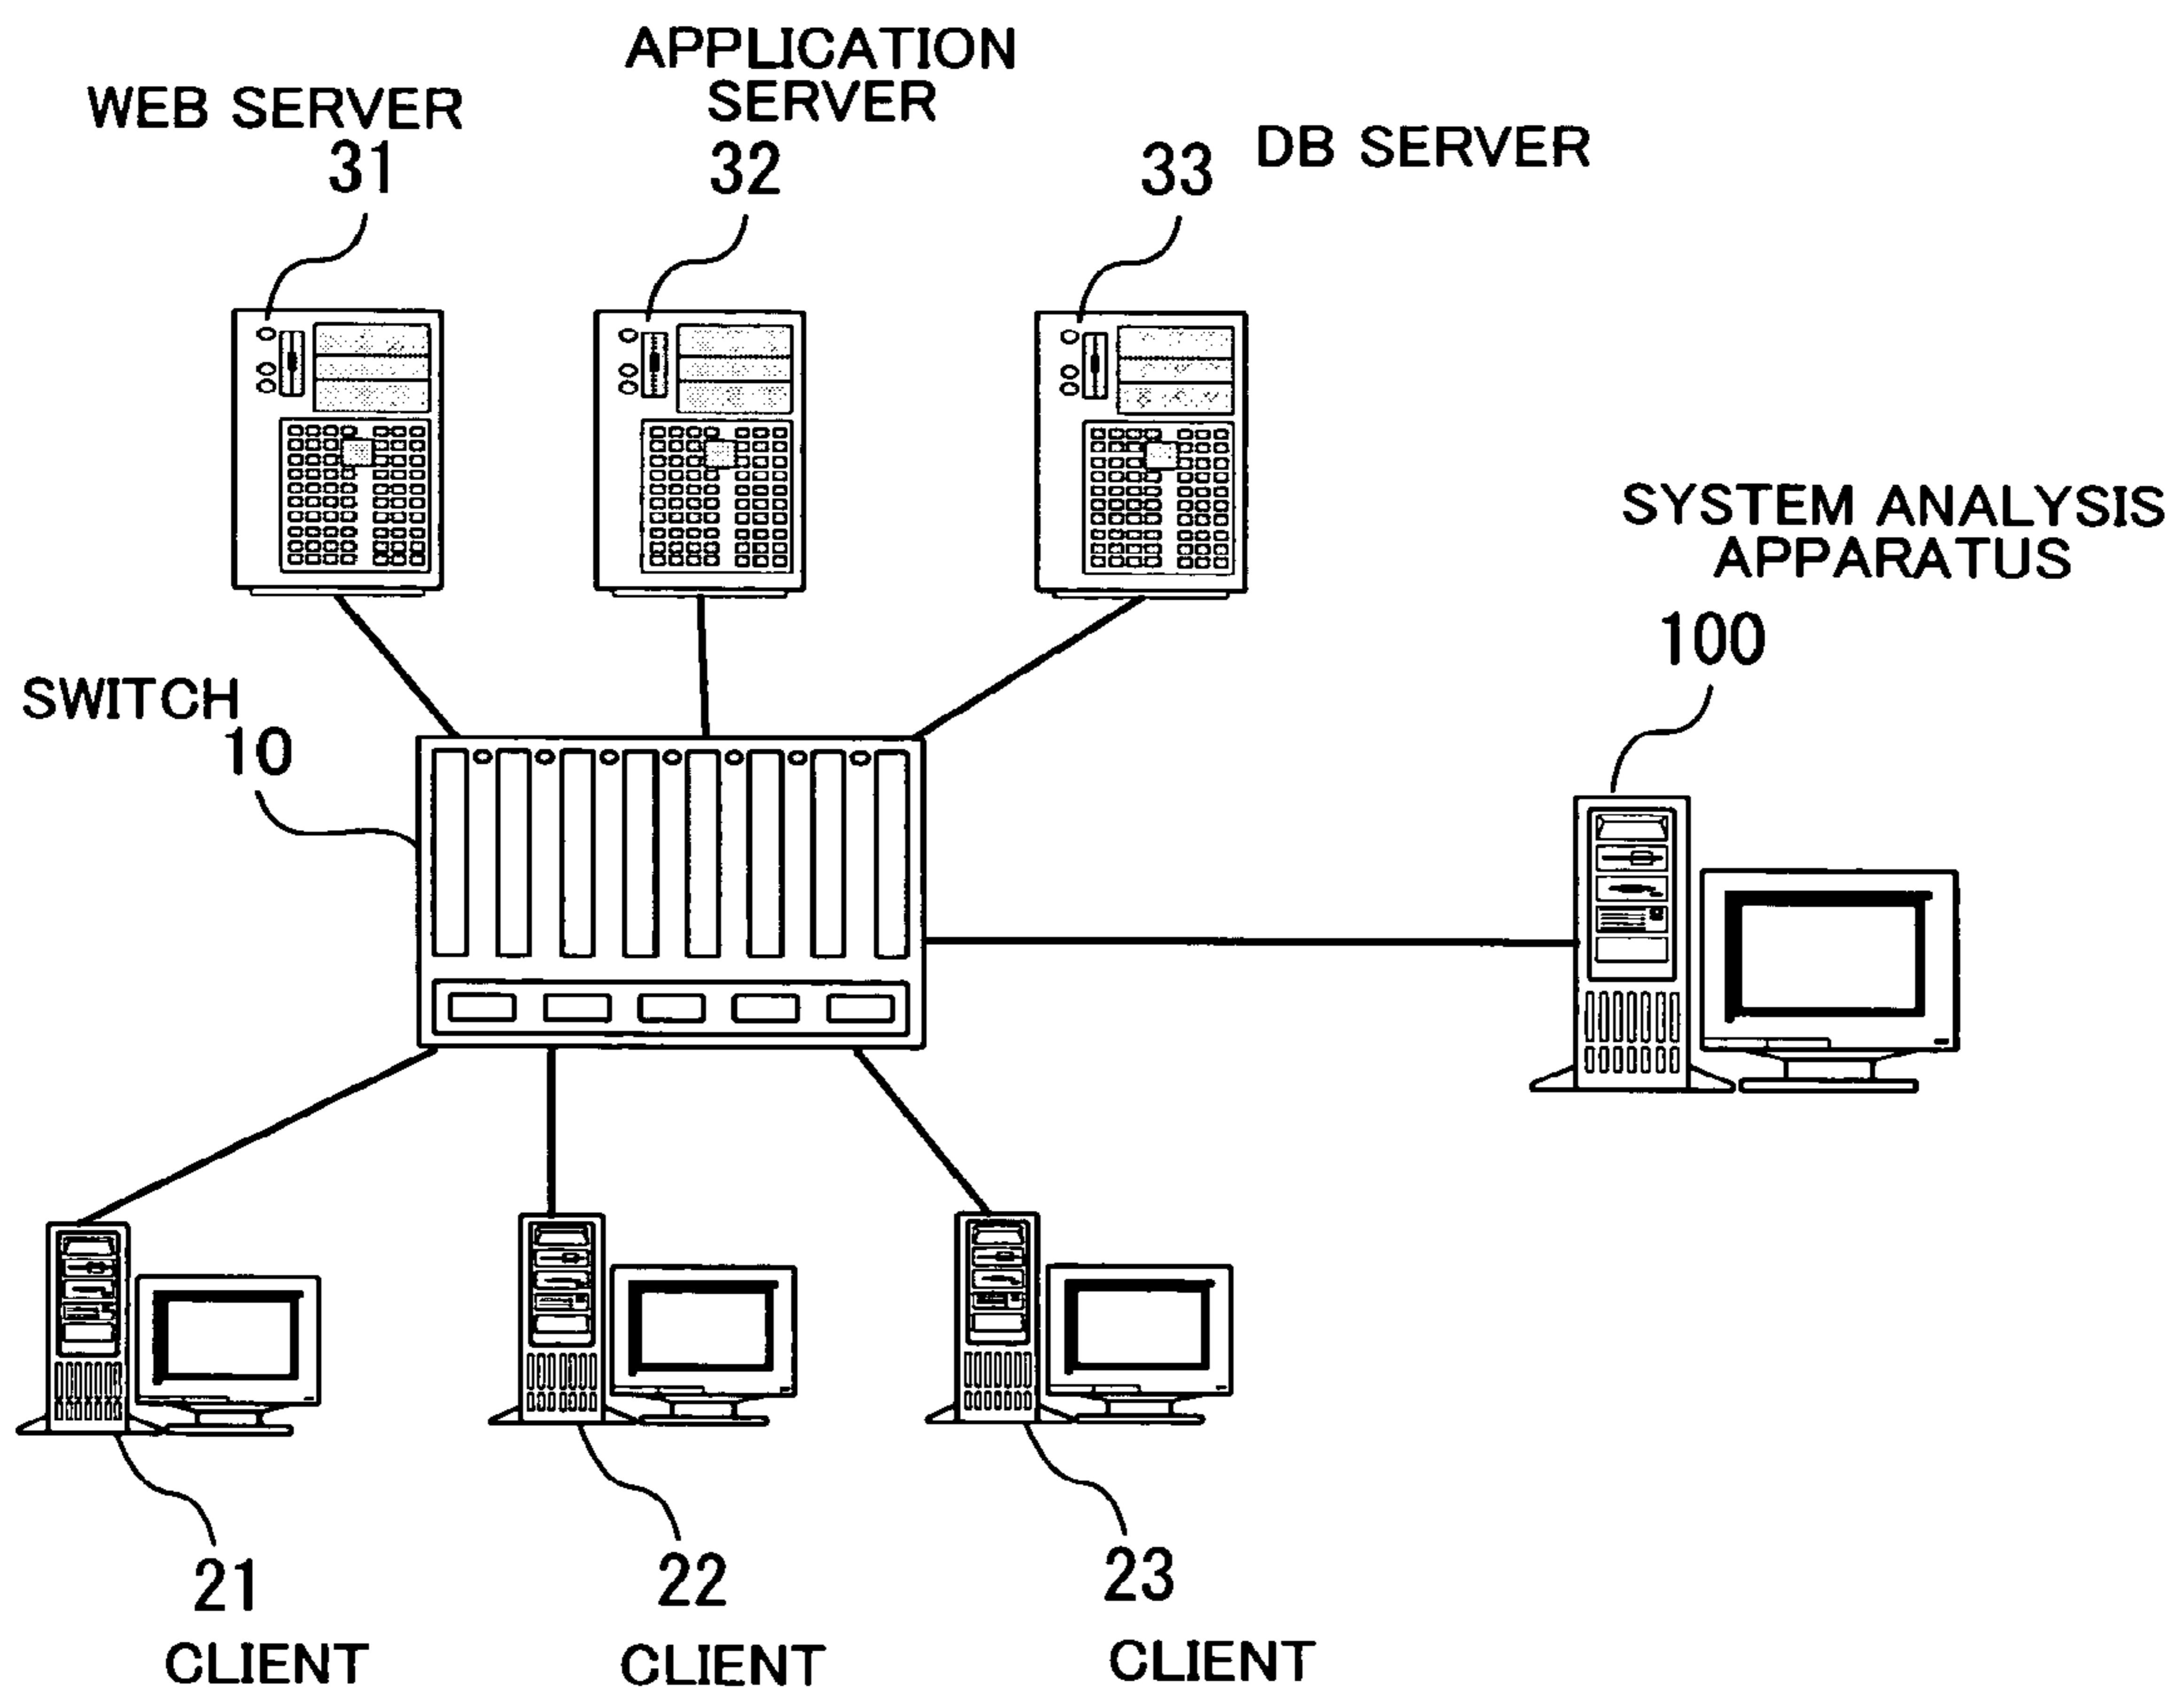 APPLICATION
SERVER
32
WEB SERVER
31
33 DB SERVER
SYSTEM ANALYSIS
APPARATUS
100
SWITCH
10
21
CLIENT
22
CLIENT
23
CLIENT